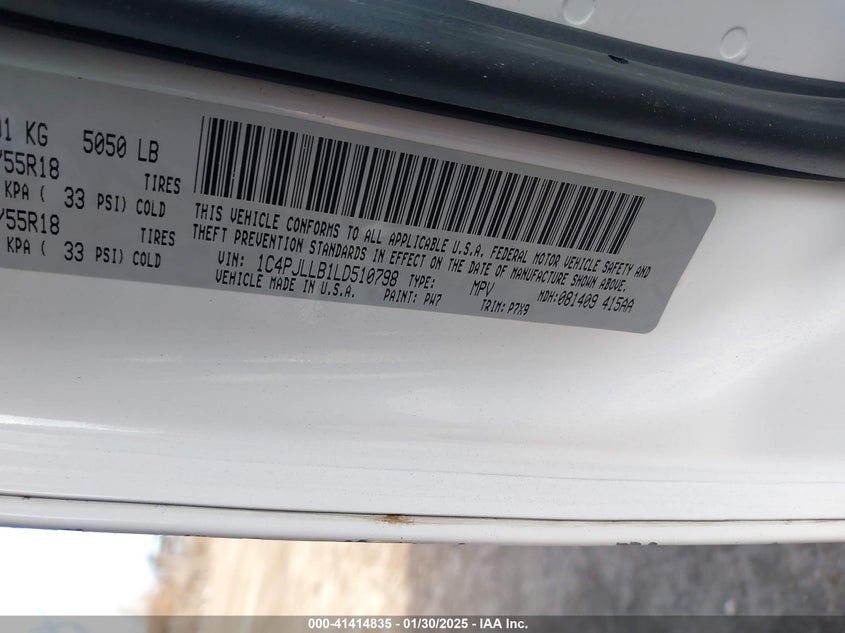 01 KG 5050 LB
/55R18 TIRES
KPA ( 33 PSI) COLD
/55R18 TIRES
KPA ( 33 PSI) COLD
THIS VEHICLE CONFORMS TO ALL APPLICABLE U.S.A. FEDERAL MOTOR VEHICLE SAFETY AND
THEFT PREVENTION STANDARDS IN EFFECT ON THE DATE OF MANUFACTURE SHOWN ABOVE.
VIN: 1C4PJLLB1LD510798 TYPE: MPV MDH:081409 415AA
VEHICLE MADE IN U.S.A. PAINT: PW7 TRIM: P7X9
000-41414835 - 01/30/2025 - IAA Inc.